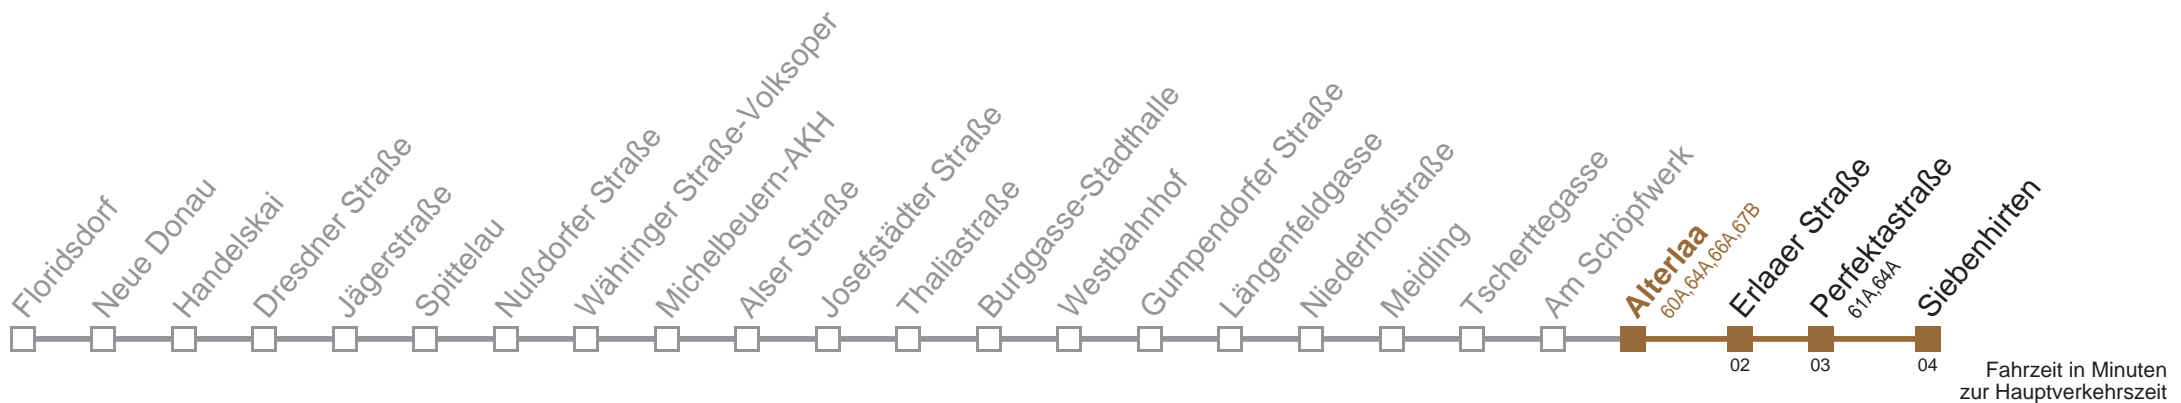 Floridsdorf
Neue Donau
Handelskai
Dresdner Straße
Jägerstraße
Spittelau
Nußdorfer Straße
Währinger Straße-Volksoper
Michelbeuern-AKH
Alser Straße
Josefstädter Straße
Thaliastraße
Burggasse-Stadthalle
Westbahnhof
Gumpendorfer Straße
Längenfeldgasse
Niederhofstraße
Meidling
Tscherttegasse
Am Schöpfwerk
Alterlaa
60A,64A,66A,67B
Erlaaer Straße
Perfektastraße
61A,64A
Siebenhirten
02
03
04
Fahrzeit in Minuten
zur Hauptverkehrszeit